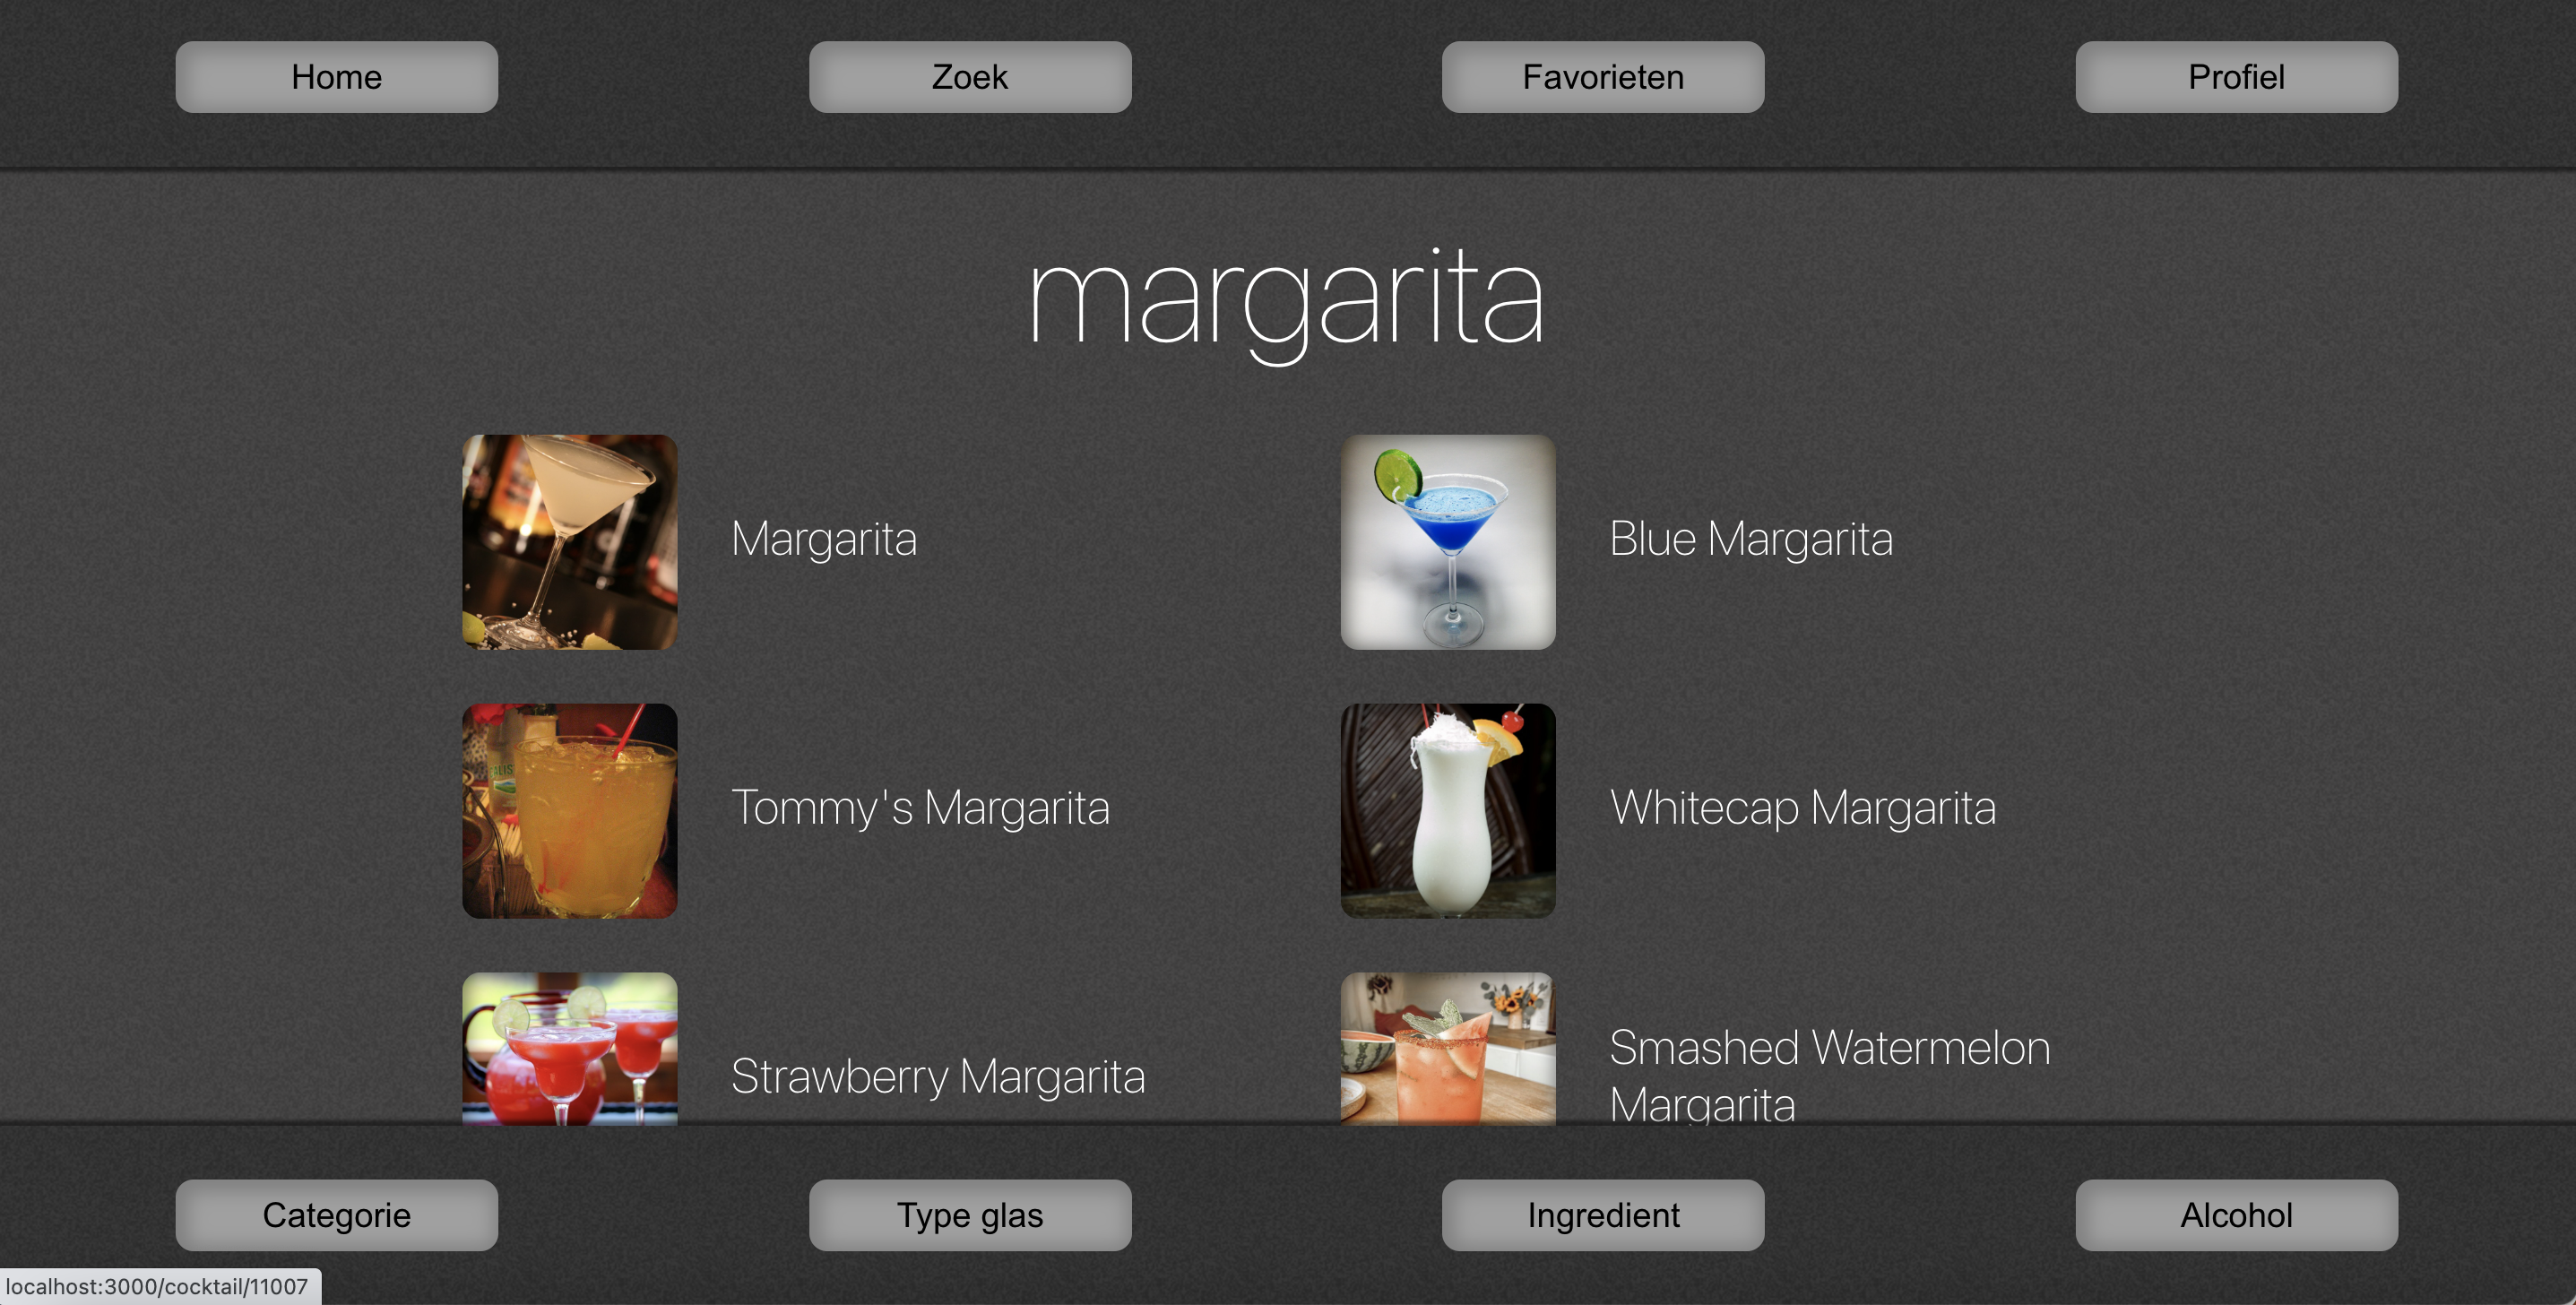 Home
Zoek
Favorieten
Profiel
margarita
Margarita
Blue Margarita
Tommy's Margarita
Whitecap Margarita
Strawberry Margarita
Smashed Watermelon
Margarita
Categorie
Type glas
Ingredient
Alcohol
localhost:3000/cocktail/11007